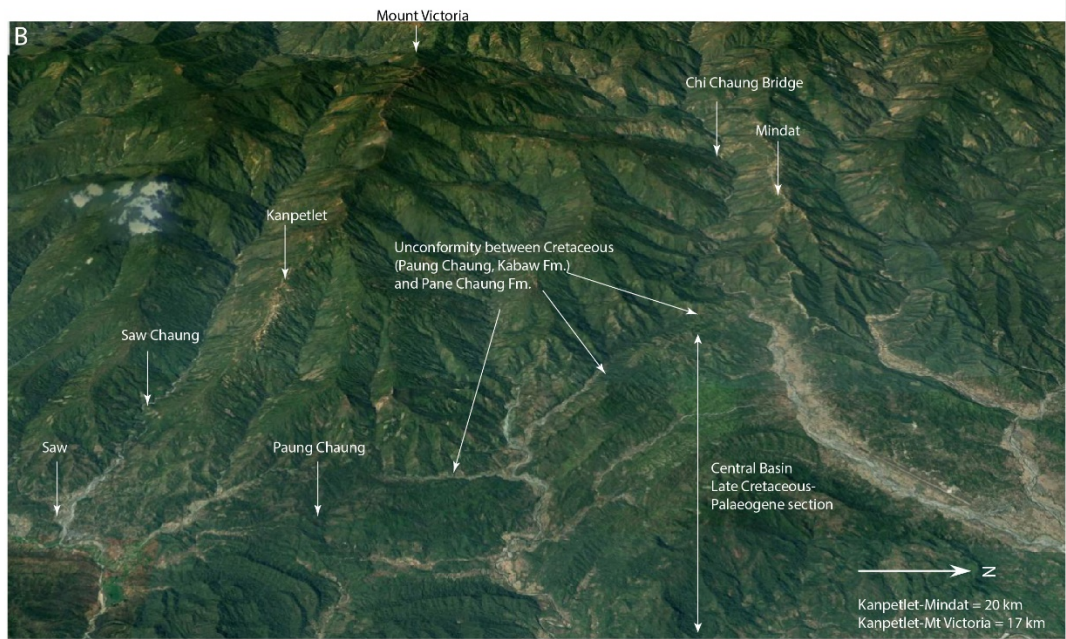 Mount Victoria
B
Chi Chaung Bridge
Mindat
Kanpetlet
Unconformity between Cretaceous
(Paung Chaung, Kabaw Fm.)
and Pane Chaung Fm.
Saw Chaung
Saw
Paung Chaung
Central Basin
Late Cretaceous-
Palaeogene section
N
Kanpetlet-Mindat = 20 km
Kanpetlet-Mt Victoria = 17 km